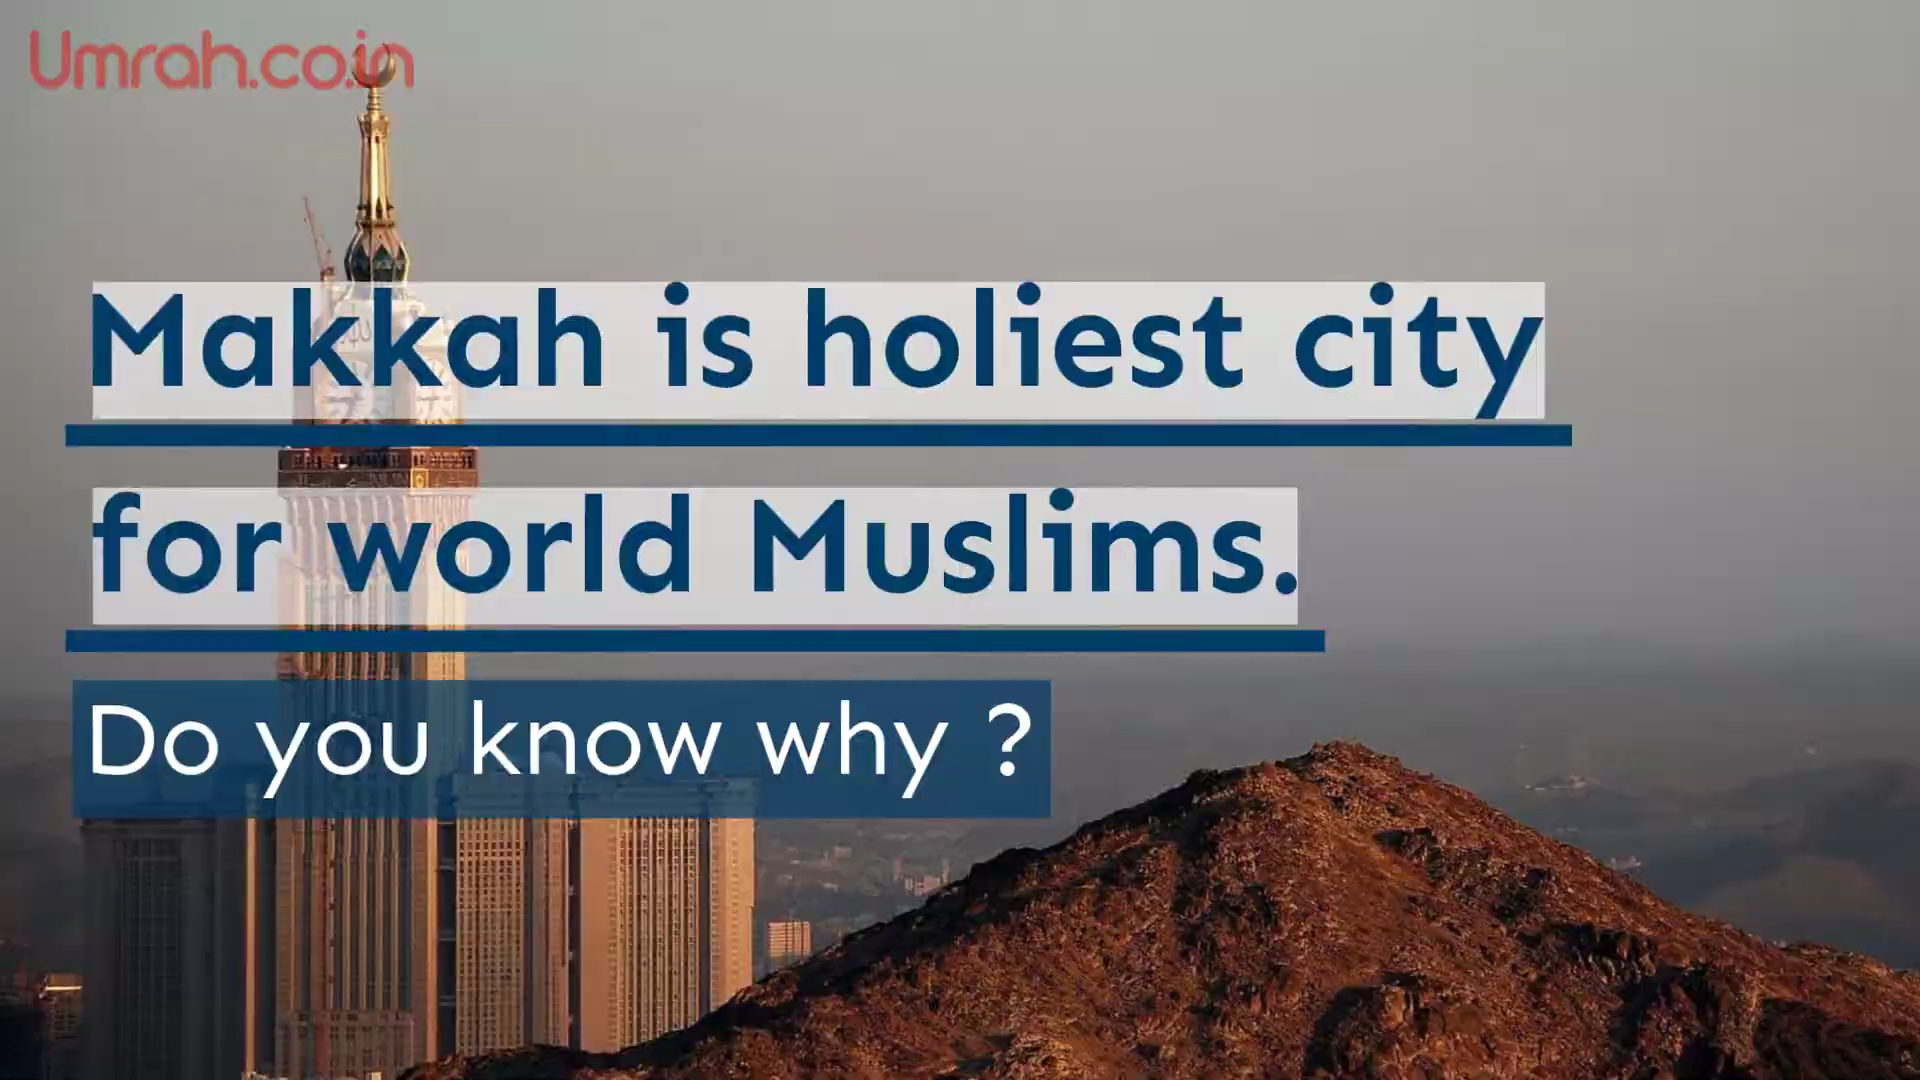 Umrah.co.in
Makkah is holiest city
for world Muslims.
Do you know why ?